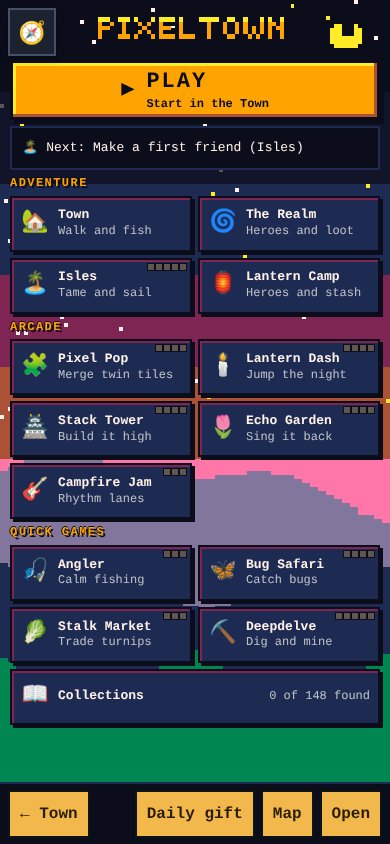 PIXELTOWN
▶ PLAY
Start in the Town
Next: Make a first friend (Isles)
ADVENTURE
Town
Walk and fish
The Realm
Heroes and loot
Isles
Tame and sail
Lantern Camp
Heroes and stash
ARCADE
Pixel Pop
Merge twin tiles
Lantern Dash
Jump the night
Stack Tower
Build it high
Echo Garden
Sing it back
Campfire Jam
Rhythm lanes
QUICK GAMES
Angler
Calm fishing
Bug Safari
Catch bugs
Stalk Market
Trade turnips
Deepdelve
Dig and mine
Collections
0 of 148 found
← Town
Daily gift
Map
Open